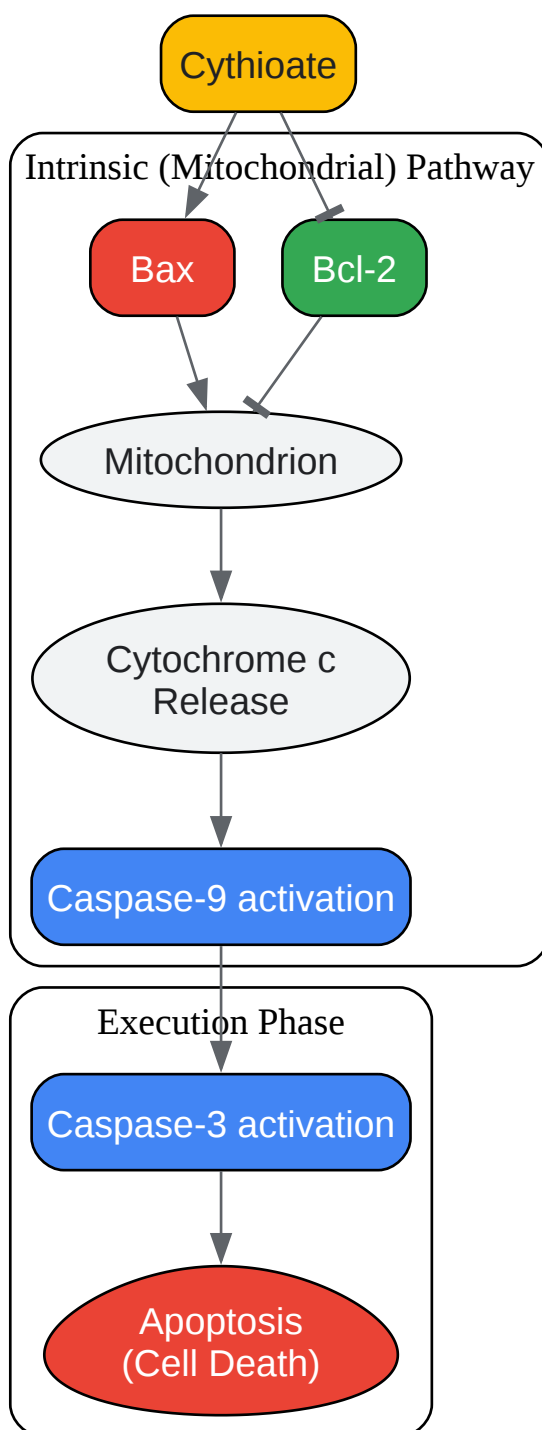 Cythioate
Intrinsic (Mitochondrial) Pathway
Bax
Bcl-2
Mitochondrion
Cytochrome c
Release
Caspase-9 activation
Execution Phase
Caspase-3 activation
Apoptosis
(Cell Death)